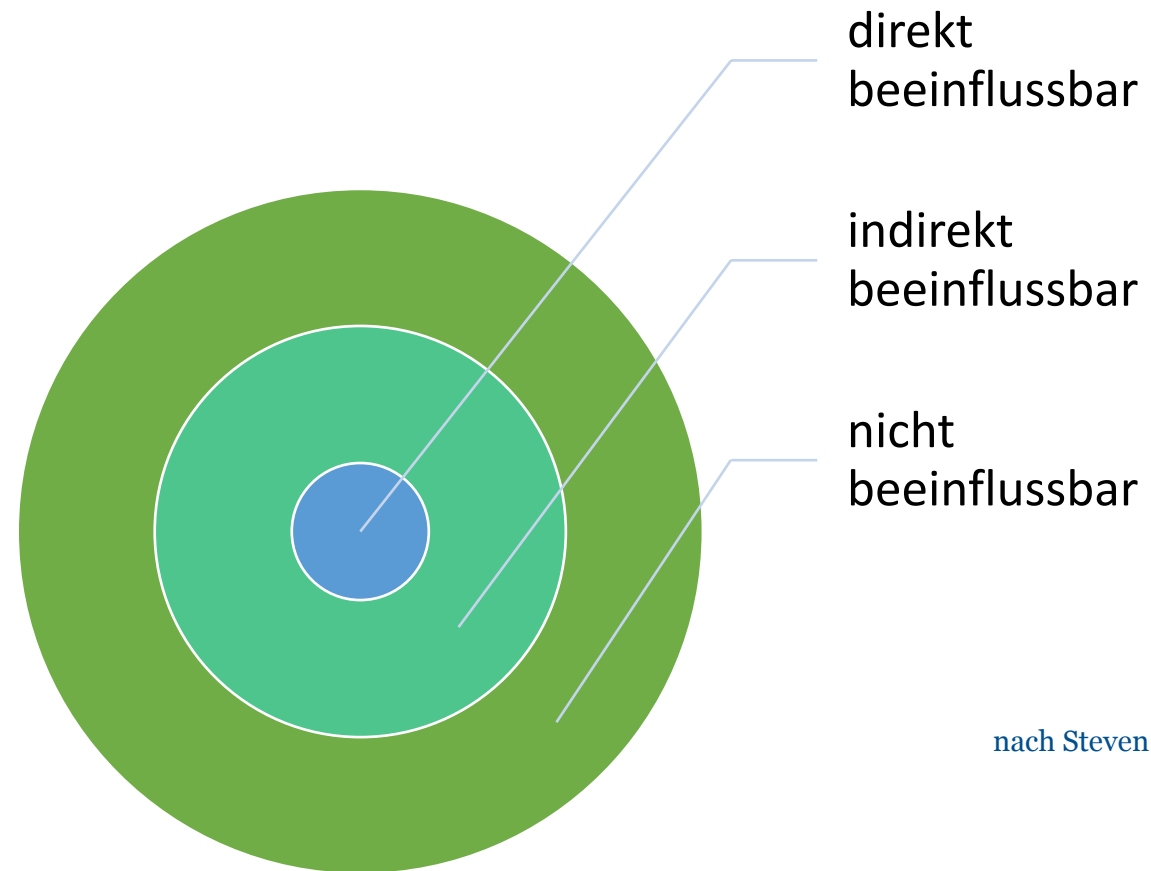 direkt
beeinflussbar
indirekt
beeinflussbar
nicht
beeinflussbar
nach Steven